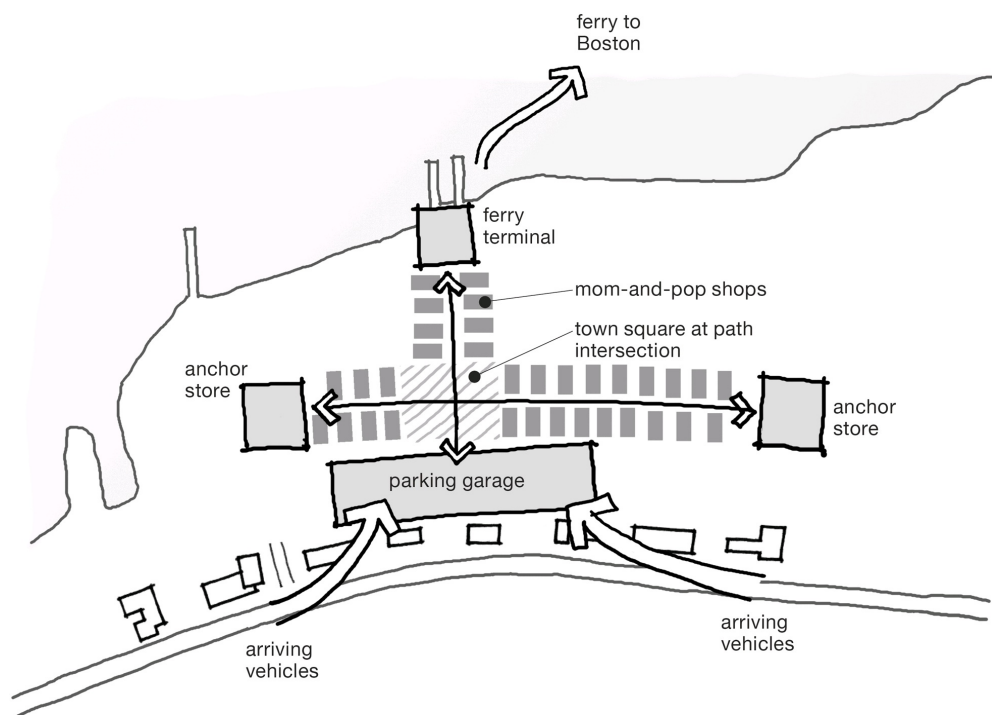 ferry to
Boston
ferry
terminal
mom-and-pop shops
town square at path
intersection
anchor
store
anchor
store
parking garage
arriving
vehicles
arriving
vehicles